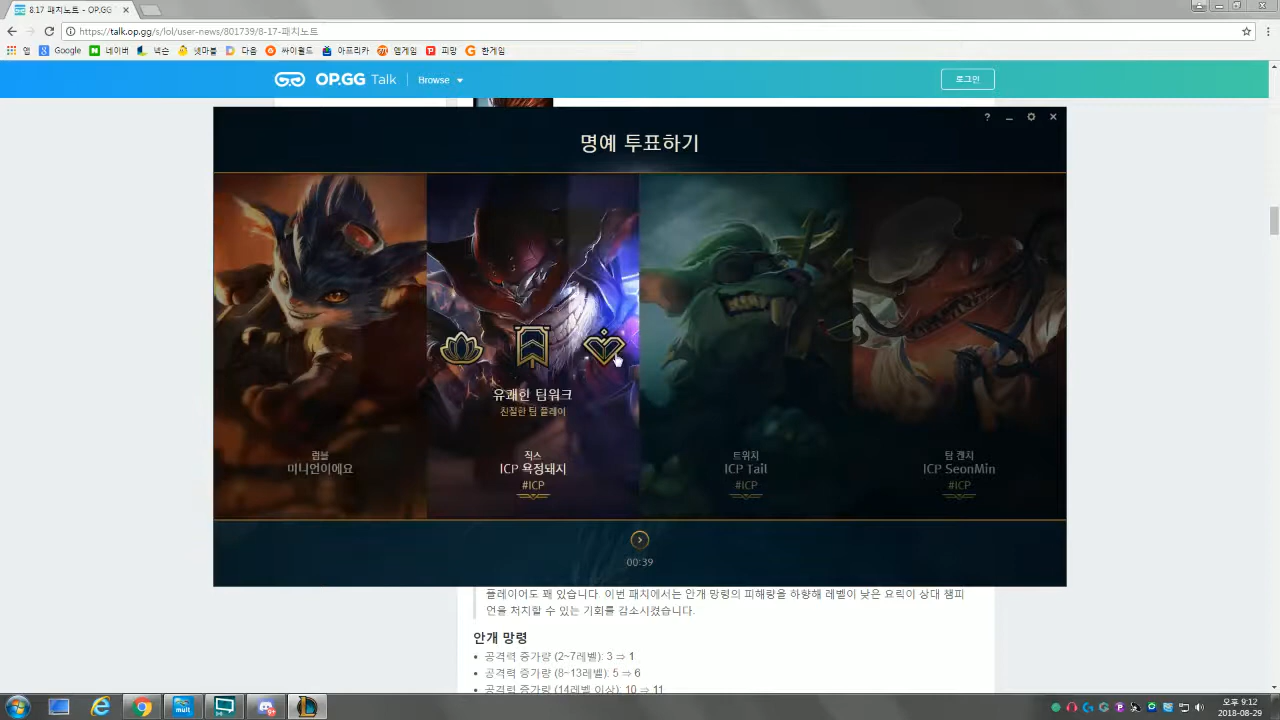 8.17 패치노트 - OP.GG
https://talk.op.gg/s/lol/user-news/801739/8-17-패치노트
앱 Google 네이버 넥슨 넷마블 다음 싸이월드 아프리카 엠게임 피망 한게임
OP.GG Talk Browse 로그인
명예 투표하기
유쾌한 팀워크
친절한 팀 플레이
럼블 직스 트위치 탐 켄치
미니언이에요 ICP 욕정돼지 ICP Tail ICP SeonMin
#ICP #ICP #ICP
00:39
플레이어도 꽤 있습니다 이번 패치에서는 안개 망령의 피해량을 하향해 레벨이 낮은 요릭이 상대 챔피
언을 처치할 수 있는 기회를 감소시켰습니다.
안개 망령
공격력 증가량 (2~7레벨): 3 ⇒ 1
공격력 증가량 (8~13레벨): 5 ⇒ 6
공격력 증가량 (14레벨 이상): 10 ⇒ 11
오후 9:12
2018-08-29